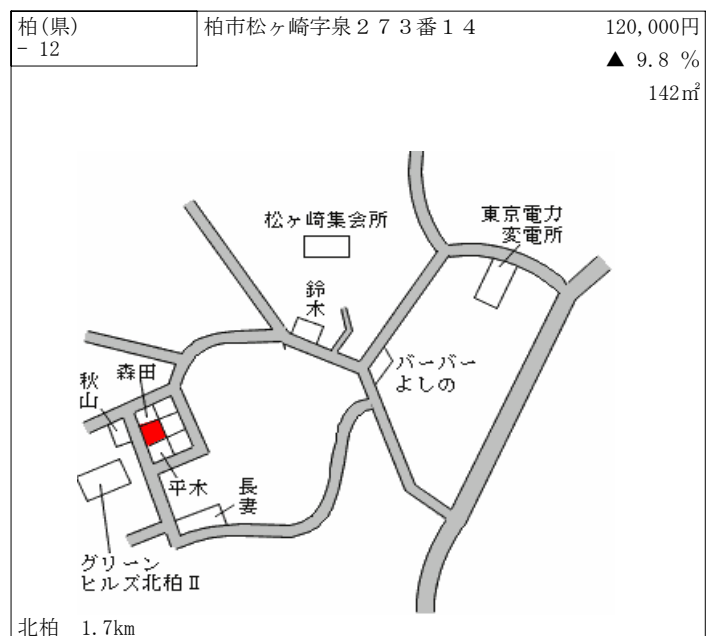 柏(県)
- 12
柏市松ヶ崎字泉２７３番１４
120,000円
▲ 9.8 %
142㎡
松ヶ崎集会所
東京電力
変電所
鈴木
バーバー
よしの
森田
秋山
平木
長妻
グリーン
ヒルズ北柏Ⅱ
北柏 1.7km